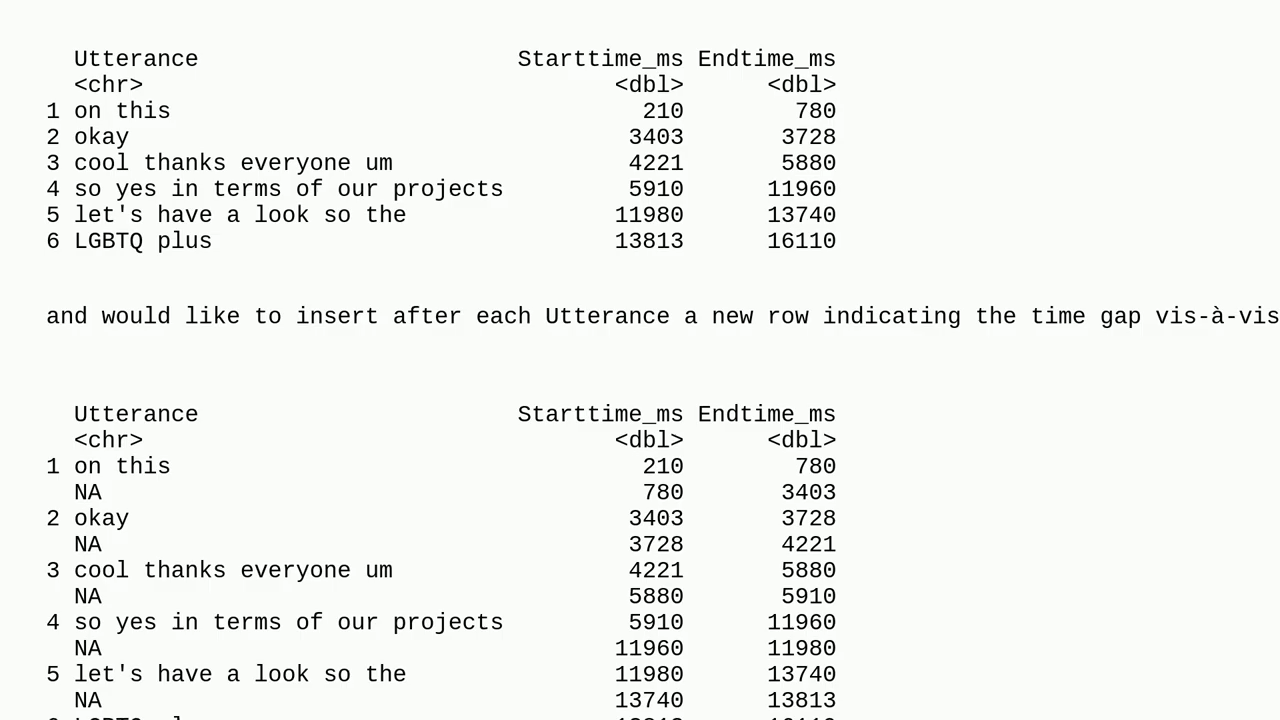 Utterance Starttime_ms Endtime_ms
<chr> <dbl> <dbl>
1 on this 210 780
2 okay 3403 3728
3 cool thanks everyone um 4221 5880
4 so yes in terms of our projects 5910 11960
5 let's have a look so the 11980 13740
6 LGBTQ plus 13813 16110
and would like to insert after each Utterance a new row indicating the time gap vis-à-vis
Utterance Starttime_ms Endtime_ms
<chr> <dbl> <dbl>
1 on this 210 780
NA 780 3403
2 okay 3403 3728
NA 3728 4221
3 cool thanks everyone um 4221 5880
NA 5880 5910
4 so yes in terms of our projects 5910 11960
NA 11960 11980
5 let's have a look so the 11980 13740
NA 13740 13813